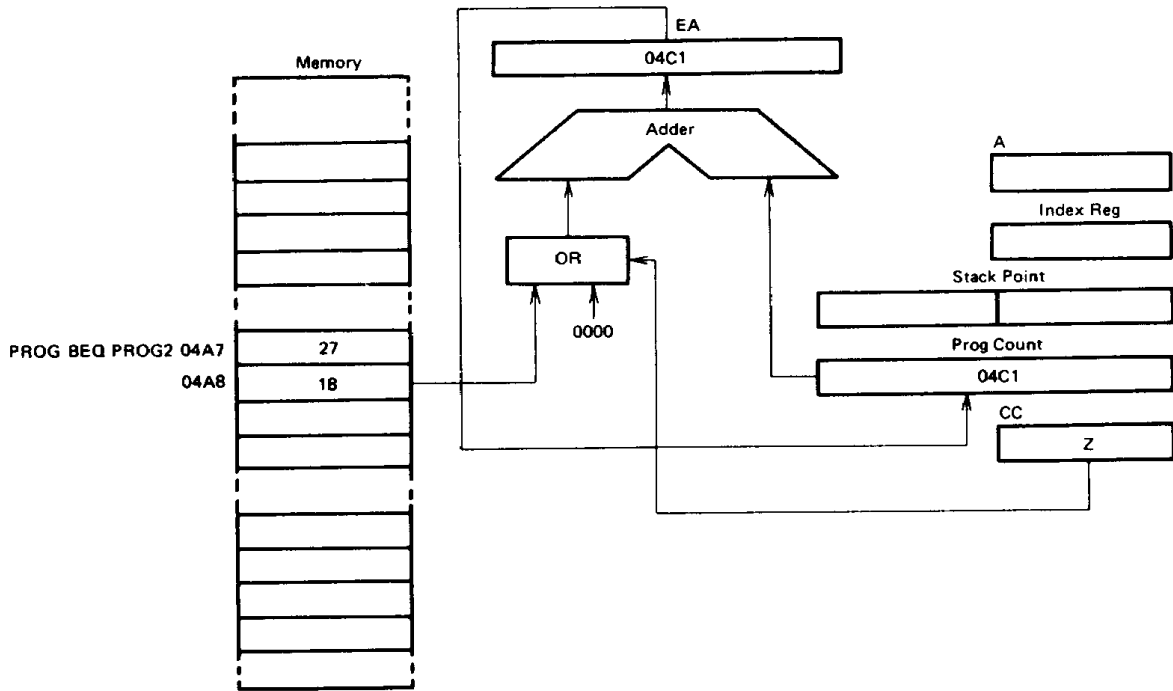 EA
04C1
Memory
Adder
A
Index Reg
OR
Stack Point
0000
PROG BEQ PROG2 04A7 27
Prog Count
04A8 18
04C1
CC
Z